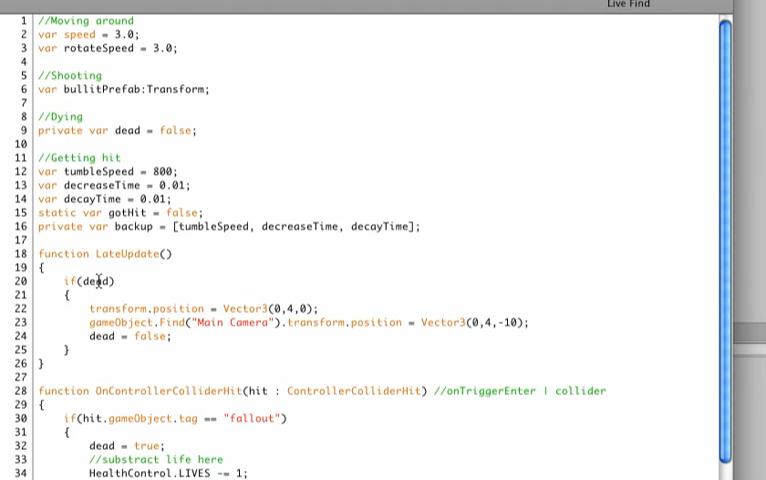 Live Find
1 //Moving around
2 var speed = 3.0;
3 var rotateSpeed = 3.0;
4
5 //Shooting
6 var bullitPrefab:Transform;
7
8 //Dying
9 private var dead = false;
10
11 //Getting hit
12 var tumbleSpeed = 800;
13 var decreaseTime = 0.01;
14 var decayTime = 0.01;
15 static var gotHit = false;
16 private var backup = [tumbleSpeed, decreaseTime, decayTime];
17
18 function LateUpdate()
19 {
20 if(dead)
21 {
22 transform.position = Vector3(0,4,0);
23 gameObject.Find("Main Camera").transform.position = Vector3(0,4,-10);
24 dead = false;
25 }
26 }
27
28 function OnControllerColliderHit(hit : ControllerColliderHit) //onTriggerEnter | collider
29 {
30 if(hit.gameObject.tag == "fallout")
31 {
32 dead = true;
33 //substract life here
34 HealthControl.LIVES -= 1;